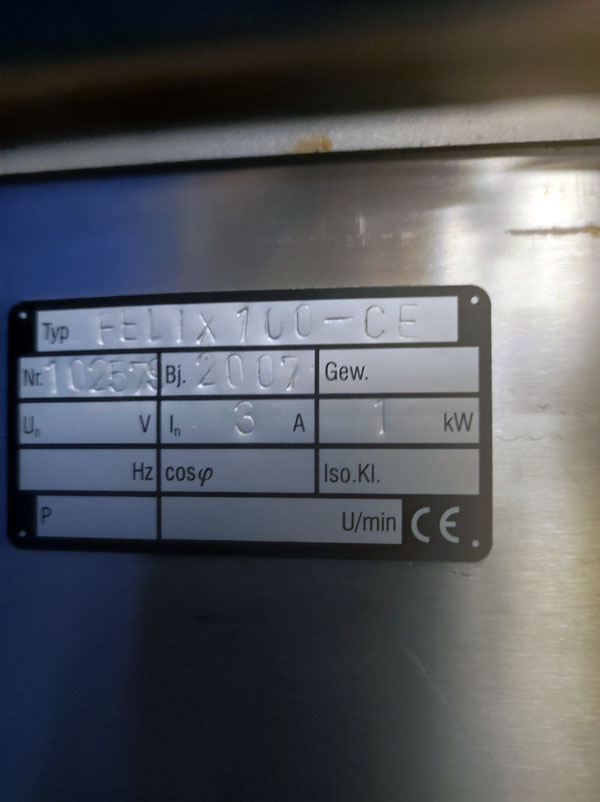 Typ FELIX 100-CE
Nr. 102579 Bj. 2007 Gew.
Un V In 3 A 1 kW
Hz cosφ Iso.Kl.
P U/min CE